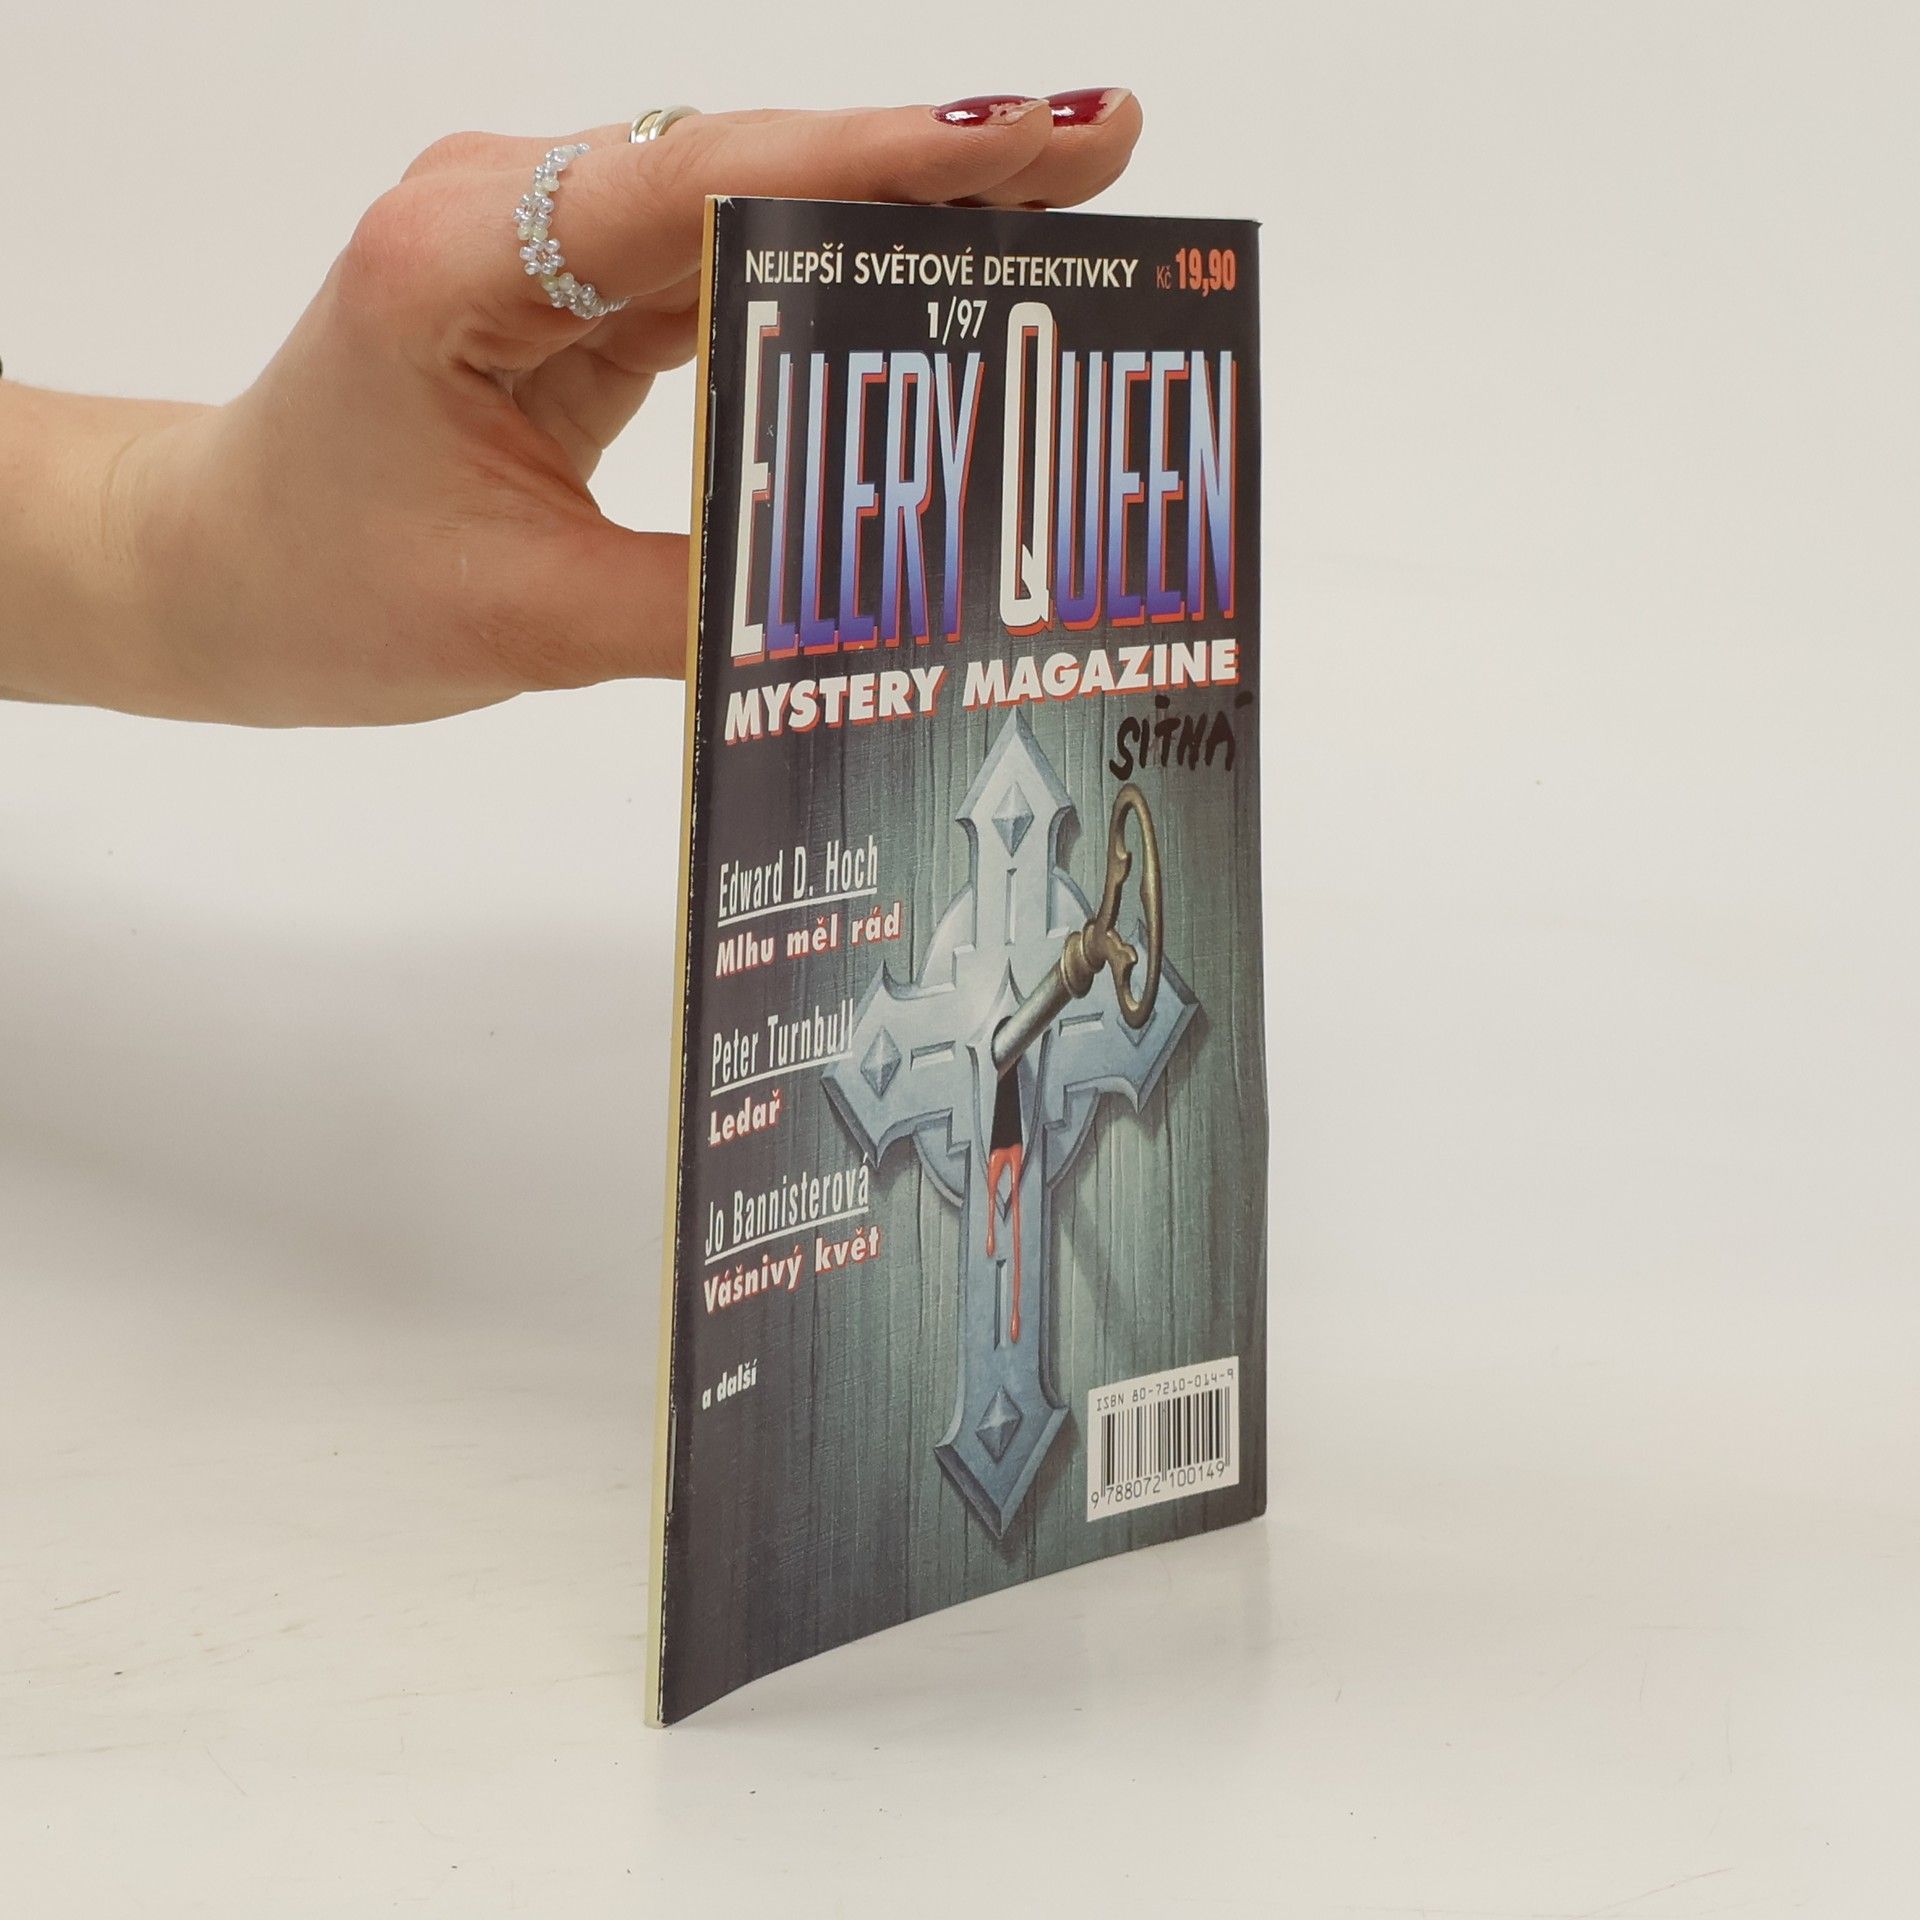 NEJLEPŠÍ SVĚTOVÉ DETEKTIVKY Kč 19,90
1/97
ELLERY QUEEN
MYSTERY MAGAZINE
SÍTNÁ
Edward D. Hoch
Mlhu měl rád
Peter Turnbull
Ledař
Jo Bannisterová
Vášnivý květ
a další
ISBN 80-7210-014-9
9 788072 100149